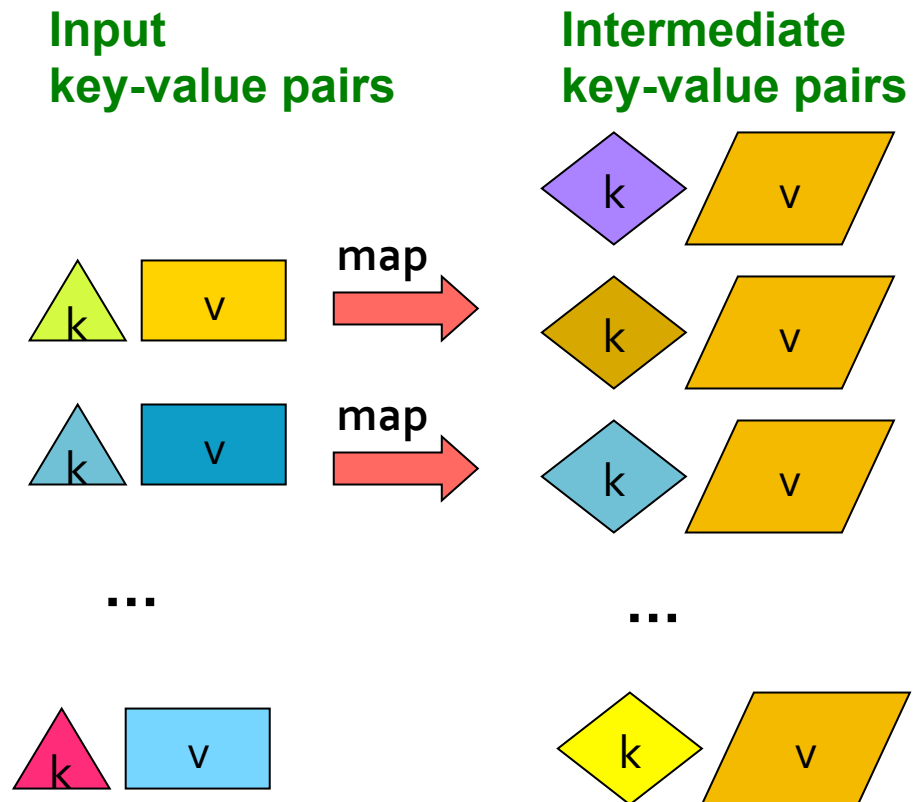 Input
key-value pairs
Intermediate
key-value pairs
k v
map
k v
k v
map
k v
k v
k v
...
...
k v
k v